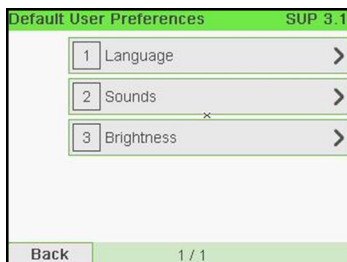 Default User Preferences SUP 3.1
1 Language
2 Sounds
3 Brightness
Back 1 / 1